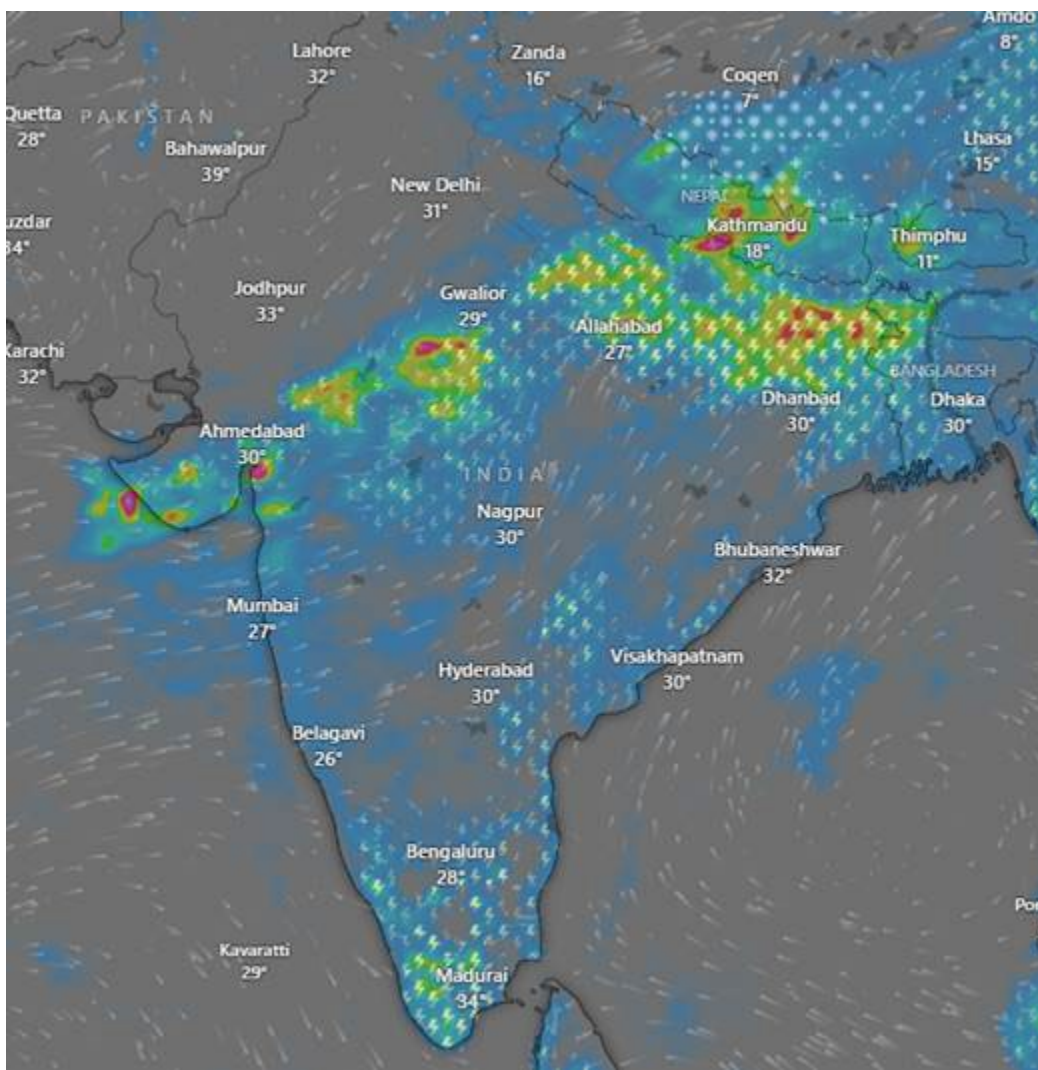 Amdo
8°
Lahore
32°
Zanda
16°
Coqen
7°
Quetta
28°
PAKISTAN
Lhasa
15°
Bahawalpur
39°
New Delhi
31°
NEPAL
uzdar
34°
Kathmandu
18°
Thimphu
11°
Jodhpur
33°
Gwalior
29°
Allahabad
27°
Karachi
32°
BANGLADESH
Dhanbad
30°
Dhaka
30°
Ahmedabad
30°
INDIA
Nagpur
30°
Bhubaneshwar
32°
Mumbai
27°
Hyderabad
30°
Visakhapatnam
30°
Belagavi
26°
Bengaluru
28°
Por
Kavaratti
29°
Madurai
34°